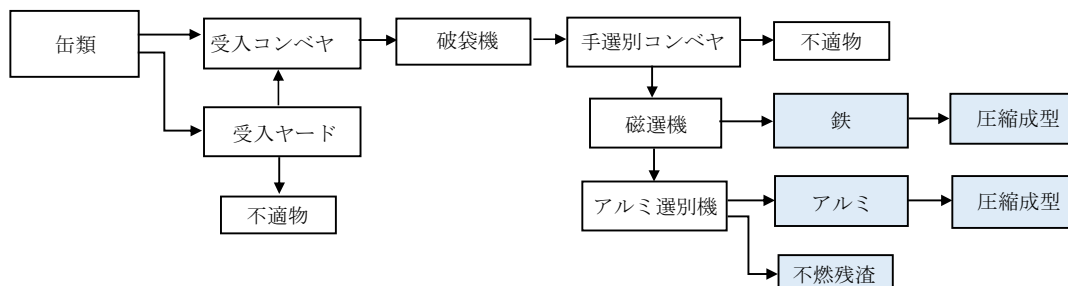 缶類
受入コンベヤ
破袋機
手選別コンベヤ
不適物
受入ヤード
磁選機
鉄
圧縮成型
不適物
アルミ選別機
アルミ
圧縮成型
不燃残渣